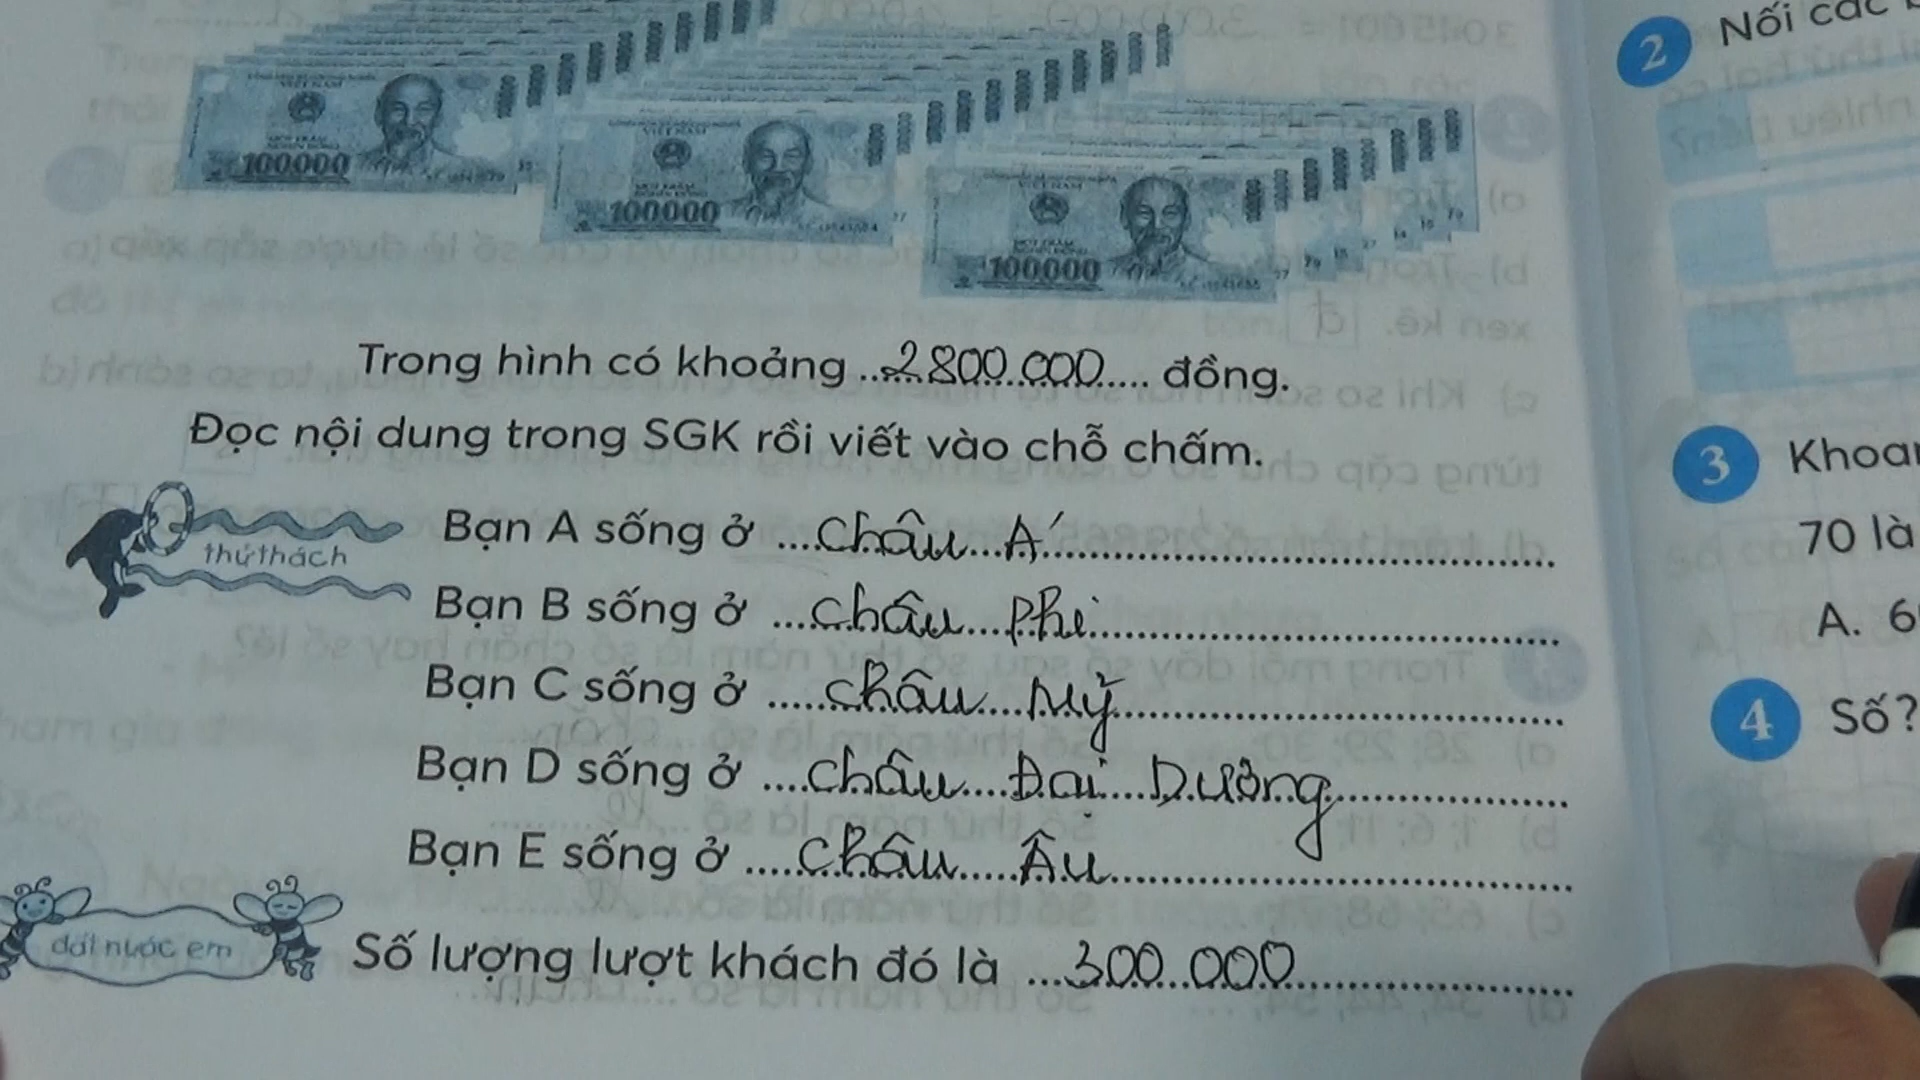 100000
100000
100000
Trong hình có khoảng ..2 800 000.... đồng.
Đọc nội dung trong SGK rồi viết vào chỗ chấm.
thử thách
Bạn A sống ở ....Châu Á....
Bạn B sống ở ...Châu Phi....
Bạn C sống ở ....Châu Mỹ....
Bạn D sống ở ...Châu Đại Dương....
Bạn E sống ở ....Châu Âu....
đất nước em
Số lượng lượt khách đó là ...300 000....
2 Nối các
3 Khoan
70 là
A. 6
4 Số?